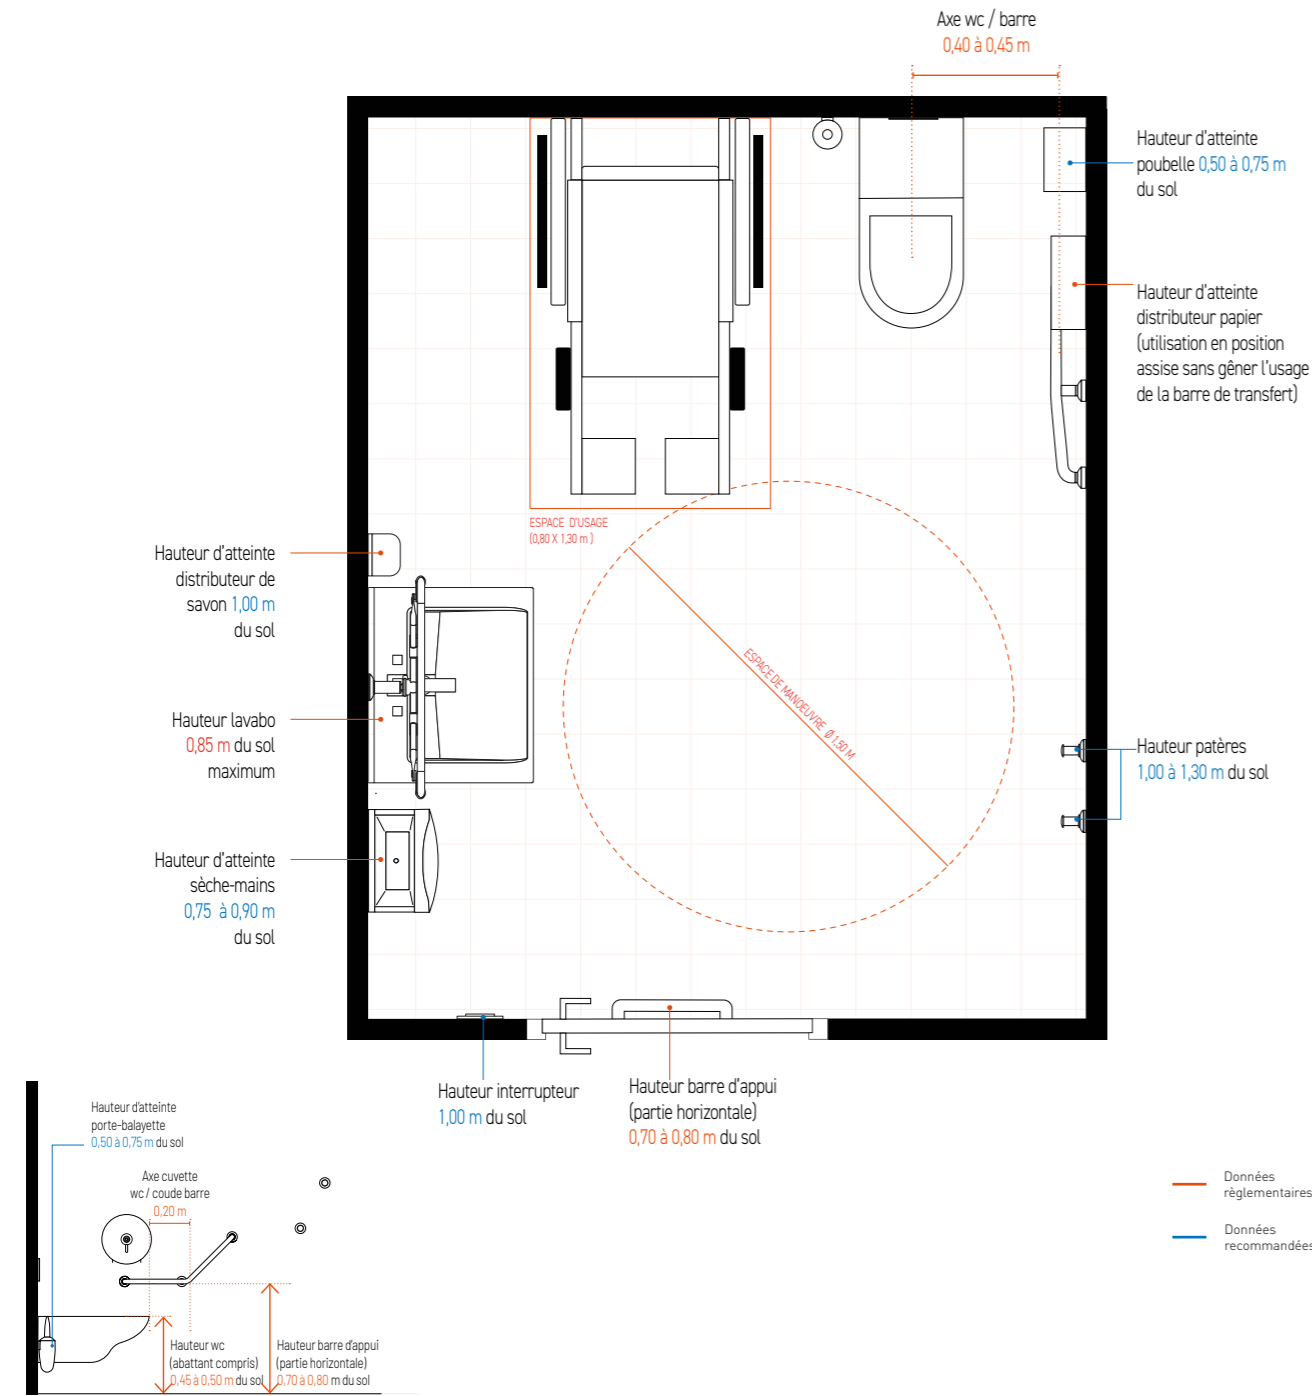 Axe wc / barre
0,40 à 0,45 m
Hauteur d'atteinte
poubelle 0,50 à 0,75 m
du sol
Hauteur d'atteinte
distributeur papier
(utilisation en position
assise sans gêner l'usage
de la barre de transfert)
ESPACE D'USAGE
(0,80 X 1,30 m )
Hauteur d'atteinte
distributeur de
savon 1,00 m
du sol
ESPACE DE MANOEUVRE Ø 1,50 M
Hauteur lavabo
0,85 m du sol
maximum
Hauteur patères
1,00 à 1,30 m du sol
Hauteur d'atteinte
sèche-mains
0,75 à 0,90 m
du sol
Hauteur interrupteur
1,00 m du sol
Hauteur barre d'appui
(partie horizontale)
0,70 à 0,80 m du sol
Hauteur d'atteinte
porte-balayette
0,50 à 0,75 m du sol
Axe cuvette
wc / coude barre
0,20 m
Hauteur wc
(abattant compris)
0,45 à 0,50 m du sol
Hauteur barre d'appui
(partie horizontale)
0,70 à 0,80 m du sol
Données
règlementaires
Données
recommandées